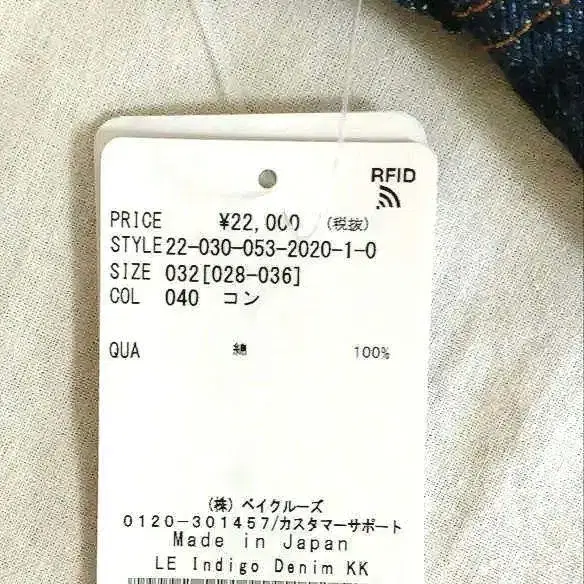 RFID
PRICE ¥22,000 (税抜)
STYLE 22-030-053-2020-1-0
SIZE 032[028-036]
COL 040 コン
QUA 綿 100%
(株) ベイクルーズ
0120-301457/カスタマーサポート
Made in Japan
LE Indigo Denim KK